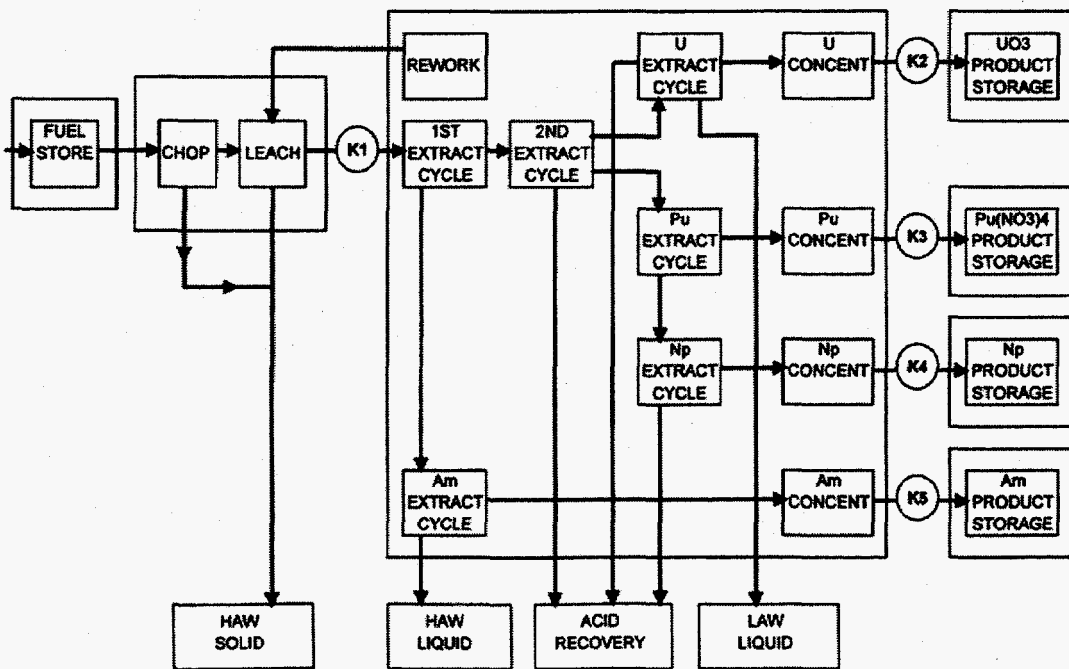 REWORK
U
EXTRACT
CYCLE
U
CONCENT
K2
UO3
PRODUCT
STORAGE
FUEL
STORE
CHOP
LEACH
K1
1ST
EXTRACT
CYCLE
2ND
EXTRACT
CYCLE
Pu
EXTRACT
CYCLE
Pu
CONCENT
K3
Pu(NO3)4
PRODUCT
STORAGE
Np
EXTRACT
CYCLE
Np
CONCENT
K4
Np
PRODUCT
STORAGE
Am
EXTRACT
CYCLE
Am
CONCENT
K5
Am
PRODUCT
STORAGE
HAW
SOLID
HAW
LIQUID
ACID
RECOVERY
LAW
LIQUID